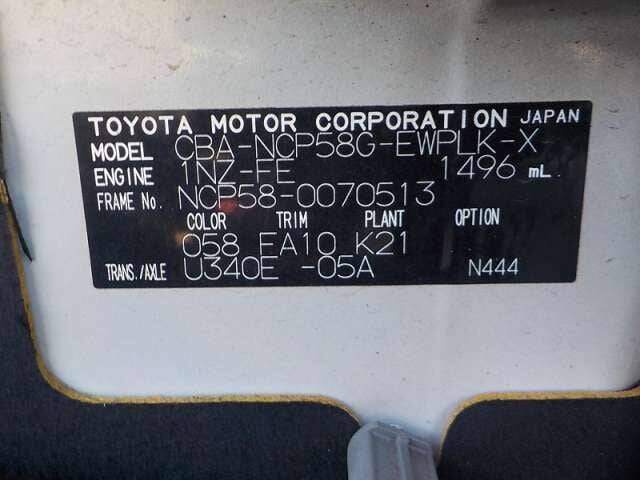 TOYOTA MOTOR CORPORATION JAPAN
MODEL CBA-NCP58G-EWPLK-X
ENGINE 1NZ-FE 1496 mL
FRAME No. NCP58-0070513
COLOR TRIM PLANT OPTION
058 EA10 K21
TRANS./AXLE U340E -05A N444